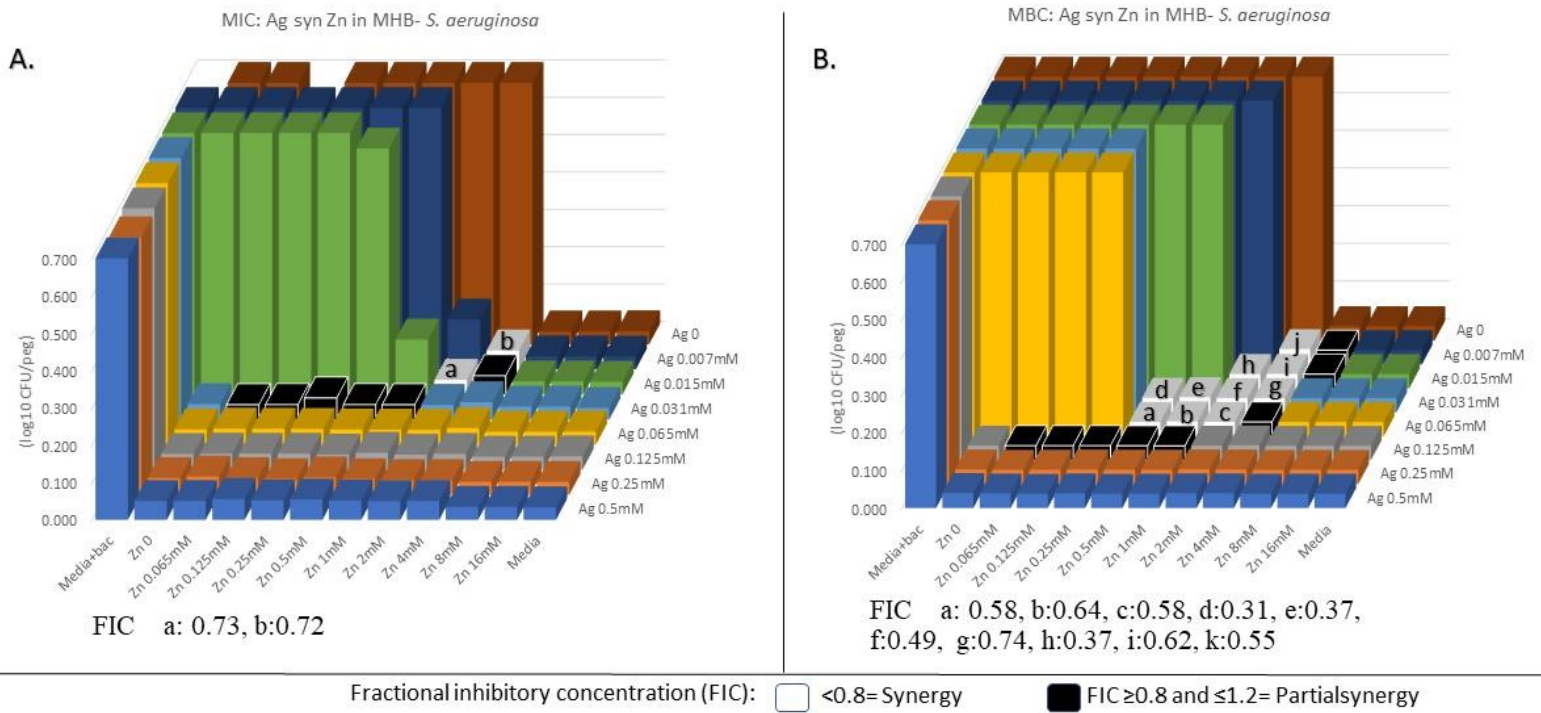 MIC: Ag syn Zn in MHB- S. aeruginosa
A.
0.700
0.600
0.500
0.400
0.300
0.200
0.100
0.000
(log10 CFU/peg)
a
b
Ag 0
Ag 0.007mM
Ag 0.015mM
Ag 0.031mM
Ag 0.065mM
Ag 0.125mM
Ag 0.25mM
Ag 0.5mM
Media+bac
Zn 0
Zn 0.065mM
Zn 0.125mM
Zn 0.25mM
Zn 0.5mM
Zn 1mM
Zn 2mM
Zn 4mM
Zn 8mM
Zn 16mM
Media
FIC a: 0.73, b:0.72
MBC: Ag syn Zn in MHB- S. aeruginosa
B.
0.700
0.600
0.500
0.400
0.300
0.200
0.100
0.000
(log10 CFU/peg)
j
h i
d e f g
a b c
Ag 0
Ag 0.007mM
Ag 0.015mM
Ag 0.031mM
Ag 0.065mM
Ag 0.125mM
Ag 0.25mM
Ag 0.5mM
Media+bac
Zn 0
Zn 0.065mM
Zn 0.125mM
Zn 0.25mM
Zn 0.5mM
Zn 1mM
Zn 2mM
Zn 4mM
Zn 8mM
Zn 16mM
Media
FIC a: 0.58, b:0.64, c:0.58, d:0.31, e:0.37,
f:0.49, g:0.74, h:0.37, i:0.62, k:0.55
Fractional inhibitory concentration (FIC): <0.8= Synergy FIC ≥0.8 and ≤1.2= Partialsynergy